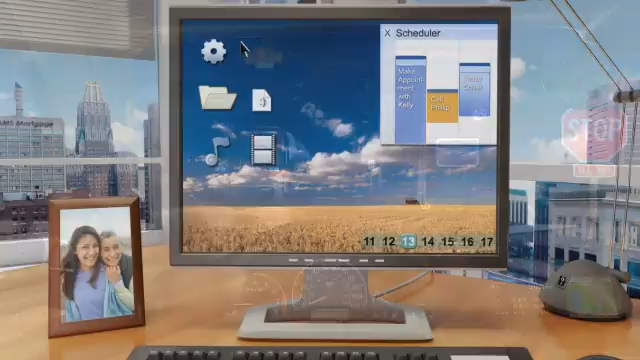 X Scheduler
Make
Appoint-
ment
with
Kelly
Call
Phillip
STOP
11 12 13 14 15 16 17